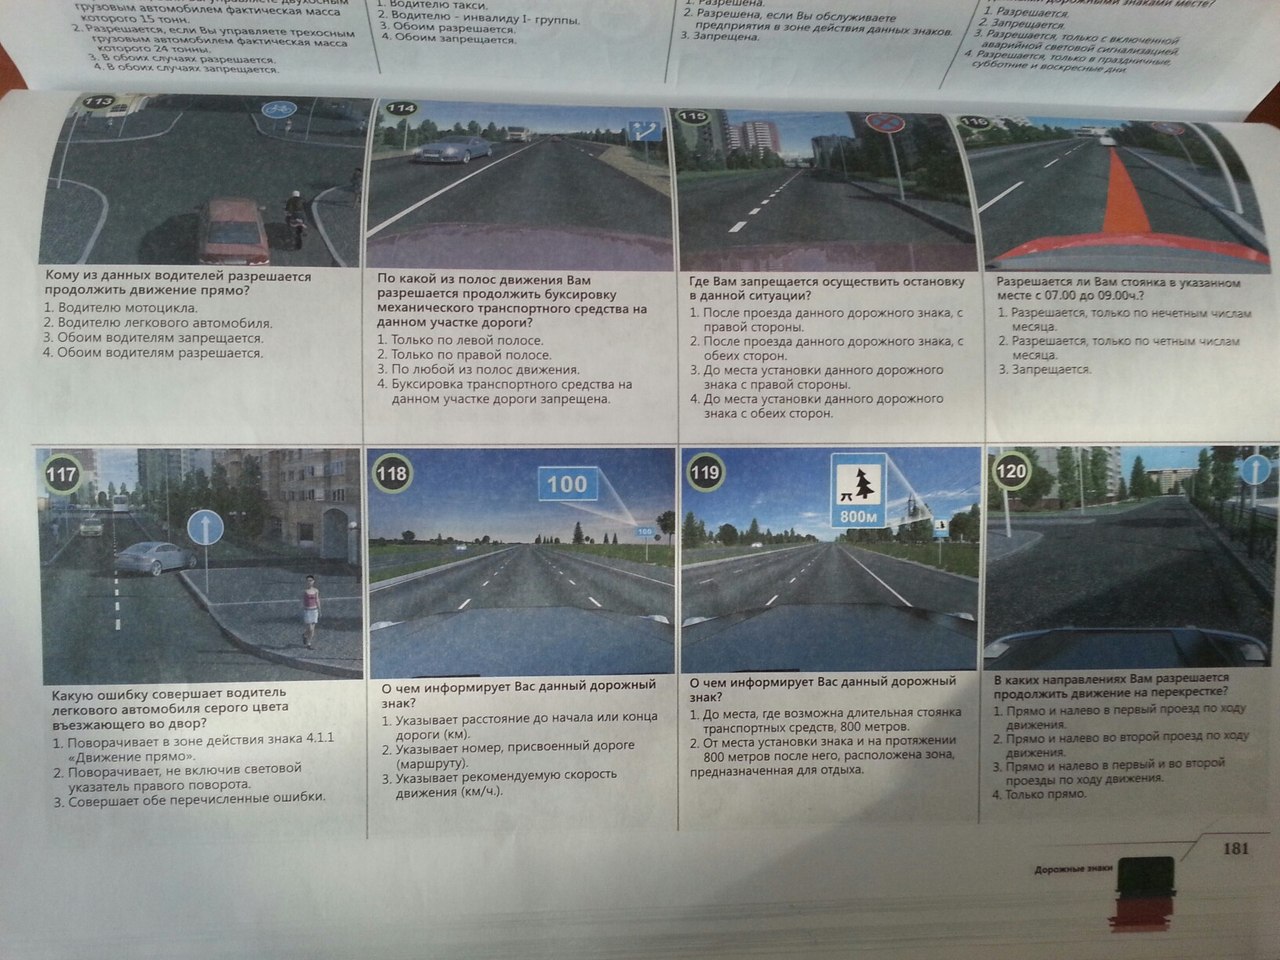 грузовым автомобилем фактическая масса
которого 15 тонн.
2. Разрешается, если Вы управляете трехосным
грузовым автомобилем фактическая масса
которого 24 тонны.
3. В обоих случаях разрешается.
4. В обоих случаях запрещается.
1. Водителю такси.
2. Водителю - инвалиду I- группы.
3. Обоим разрешается.
4. Обоим запрещается.
1. Разрешена.
2. Разрешена, если Вы обслуживаете
предприятия в зоне действия данных знаков.
3. Запрещена.
дорожными знаками месте?
1. Разрешается.
2. Запрещается.
3. Разрешается, только с включенной
аварийной световой сигнализацией.
4. Разрешается, только в праздничные,
субботние и воскресные дни.
113
Кому из данных водителей разрешается
продолжить движение прямо?
1. Водителю мотоцикла.
2. Водителю легкового автомобиля.
3. Обоим водителям запрещается.
4. Обоим водителям разрешается.
114
По какой из полос движения Вам
разрешается продолжить буксировку
механического транспортного средства на
данном участке дороги?
1. Только по левой полосе.
2. Только по правой полосе.
3. По любой из полос движения.
4. Буксировка транспортного средства на
данном участке дороги запрещена.
115
Где Вам запрещается осуществить остановку
в данной ситуации?
1. После проезда данного дорожного знака, с
правой стороны.
2. После проезда данного дорожного знака, с
обеих сторон.
3. До места установки данного дорожного
знака с правой стороны.
4. До места установки данного дорожного
знака с обеих сторон.
116
Разрешается ли Вам стоянка в указанном
месте с 07.00 до 09.00ч.?
1. Разрешается, только по нечетным числам
месяца.
2. Разрешается, только по четным числам
месяца.
3. Запрещается.
117
Какую ошибку совершает водитель
легкового автомобиля серого цвета
въезжающего во двор?
1. Поворачивает в зоне действия знака 4.1.1
«Движение прямо».
2. Поворачивает, не включив световой
указатель правого поворота.
3. Совершает обе перечисленные ошибки.
118
100
100
О чем информирует Вас данный дорожный
знак?
1. Указывает расстояние до начала или конца
дороги (км).
2. Указывает номер, присвоенный дороге
(маршруту).
3. Указывает рекомендуемую скорость
движения (км/ч.).
119
800м
О чем информирует Вас данный дорожный
знак?
1. До места, где возможна длительная стоянка
транспортных средств, 800 метров.
2. От места установки знака и на протяжении
800 метров после него, расположена зона,
предназначенная для отдыха.
120
В каких направлениях Вам разрешается
продолжить движение на перекрестке?
1. Прямо и налево в первый проезд по ходу
движения.
2. Прямо и налево во второй проезд по ходу
движения.
3. Прямо и налево в первый и во второй
проезды по ходу движения.
4. Только прямо.
Дорожные знаки
181